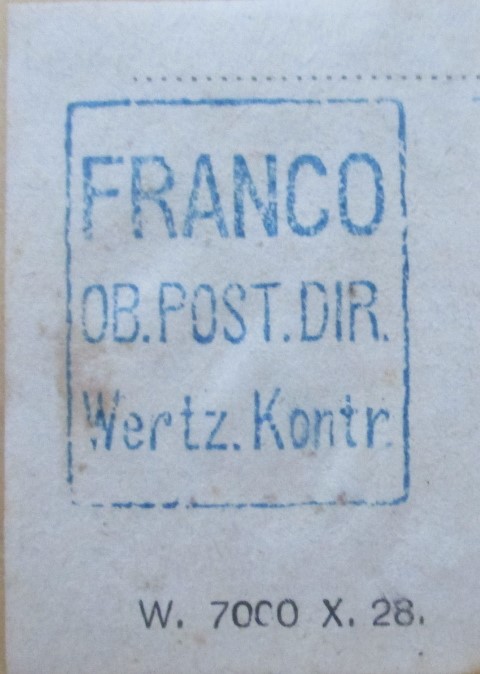 FRANCO
OB.POST.DIR.
Wertz.Kontr.
W. 7000 X. 28.